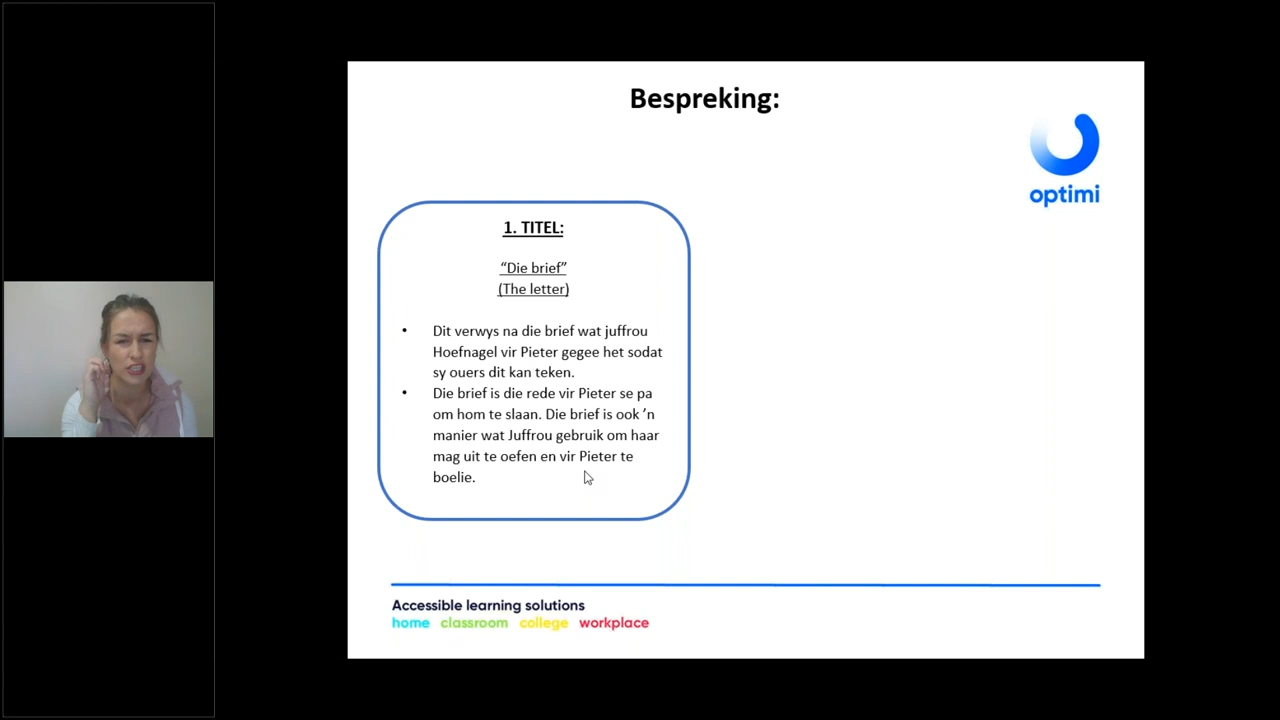 Bespreking:
optimi
1. TITEL:
“Die brief”
(The letter)
• Dit verwys na die brief wat juffrou
Hoefnagel vir Pieter gegee het sodat
sy ouers dit kan teken.
• Die brief is die rede vir Pieter se pa
om hom te slaan. Die brief is ook ’n
manier wat Juffrou gebruik om haar
mag uit te oefen en vir Pieter te
boelie.
Accessible learning solutions
home classroom college workplace